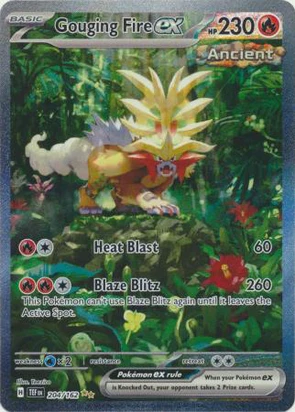 BASIC
Gouging Fire ex
HP 230
Ancient
Heat Blast 60
Blaze Blitz 260
This Pokémon can't use Blaze Blitz again until it leaves the
Active Spot.
weakness ×2 resistance retreat
Pokémon ex rule
When your Pokémon ex
is Knocked Out, your opponent takes 2 Prize cards.
H TEF EN 204/162